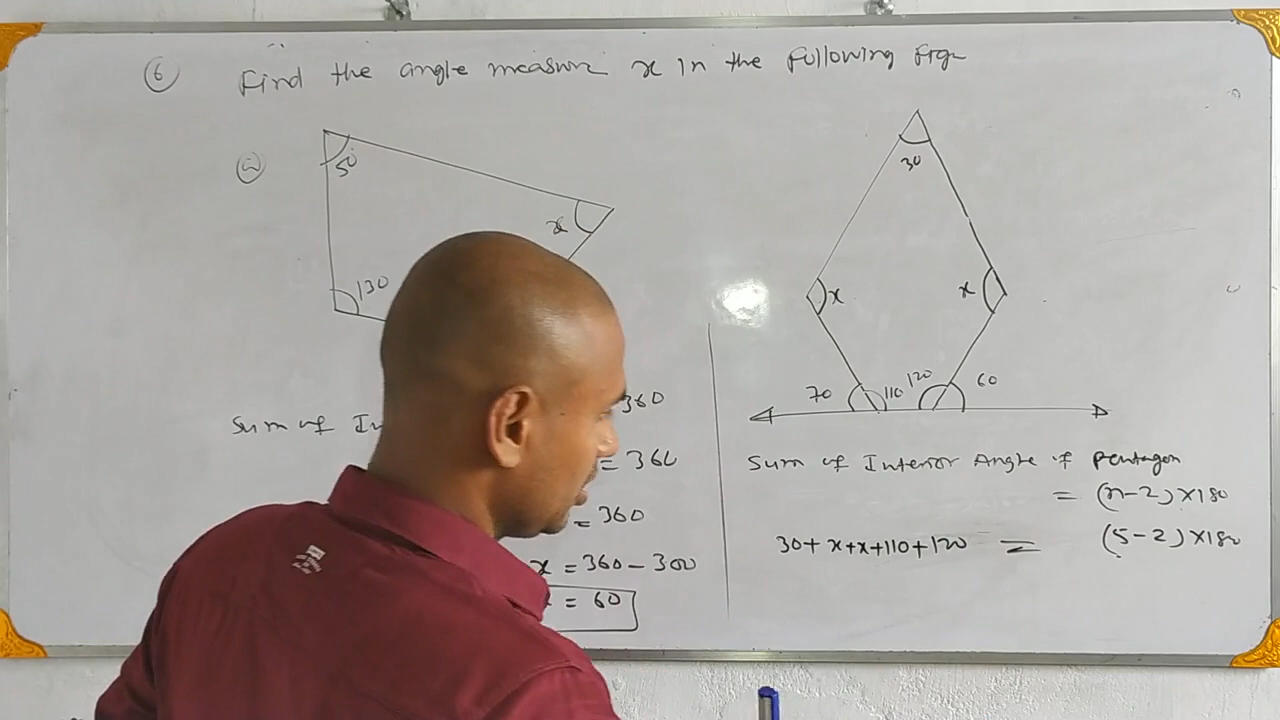 6 Find the angle measure x in the following figu
a
50
x
130
Sum of In
360
= 360
= 360
x = 360 - 300
= 60
30
x x
70 110 120 60
Sum of Interior Angle of pentagon
= (n-2) x 180
30 + x + x + 110 + 120 = (5-2) x 180